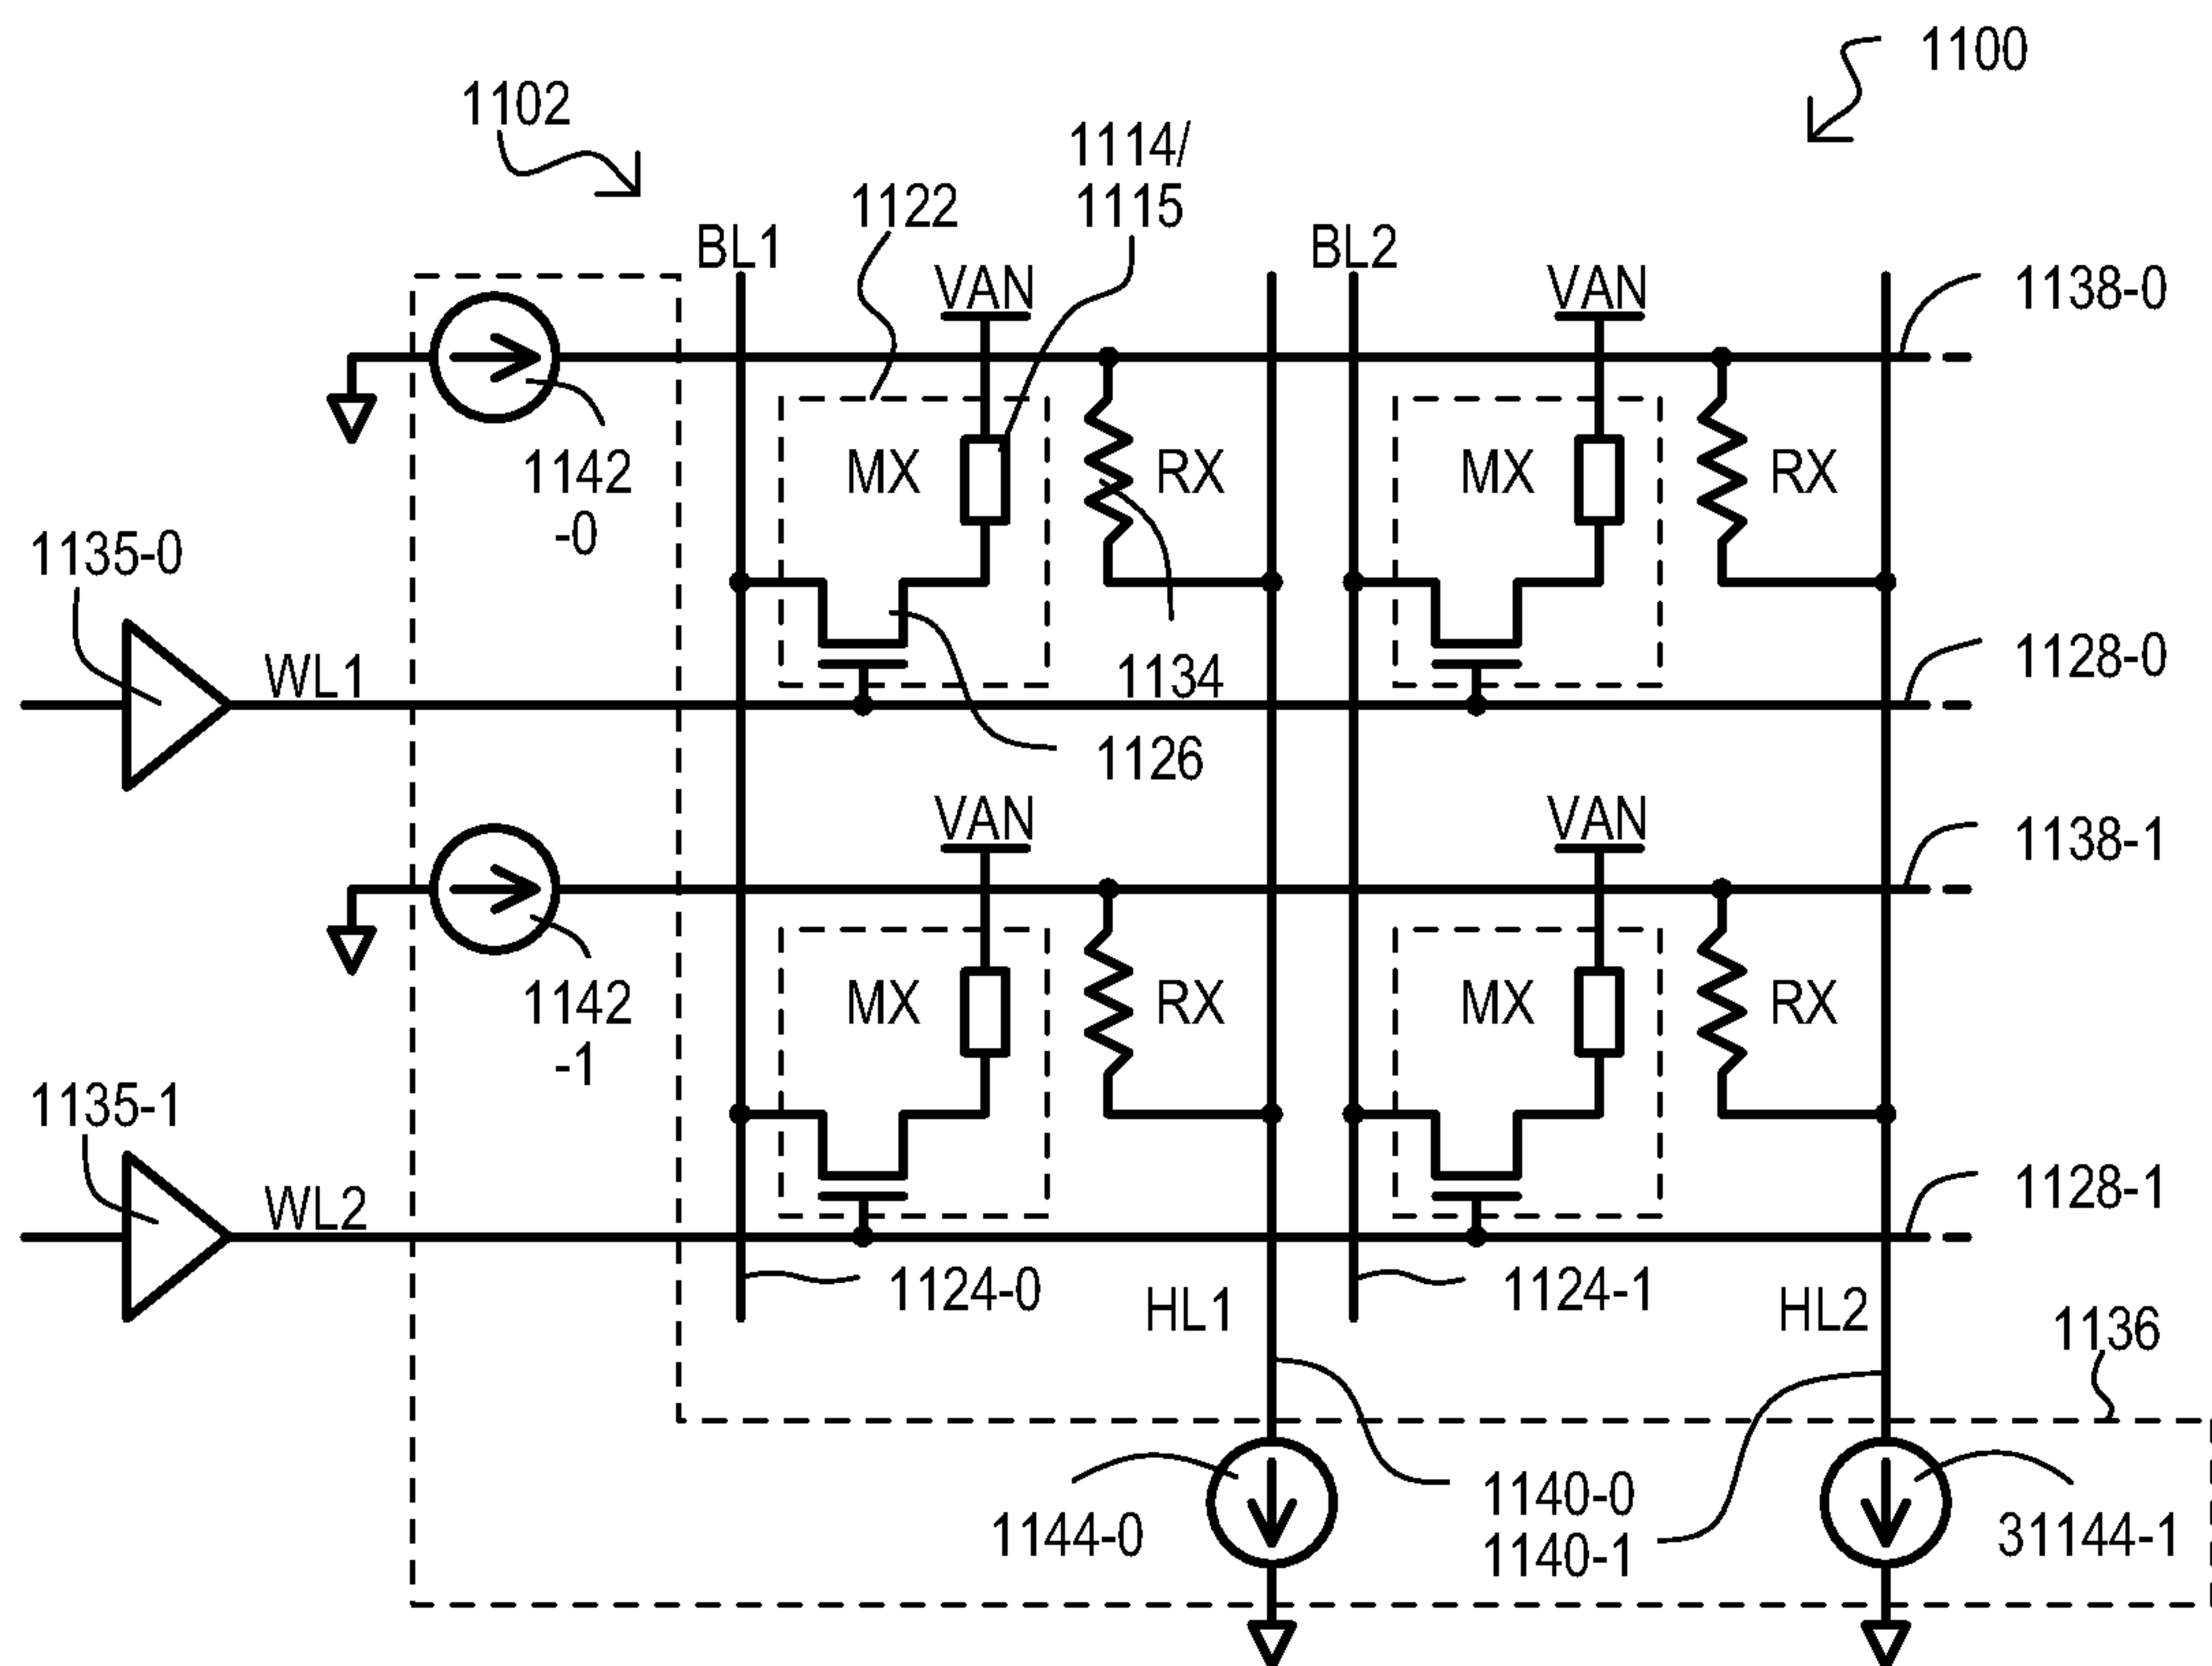 1100
1102
1114/
1115
1122
BL1
BL2
VAN
VAN
1138-0
MX
RX
MX
RX
1142
-0
1135-0
WL1
1134
1128-0
1126
VAN
VAN
1138-1
MX
RX
MX
RX
1142
-1
1135-1
WL2
1128-1
1124-0
1124-1
HL1
HL2
1136
1140-0
1144-0
1140-1
31144-1